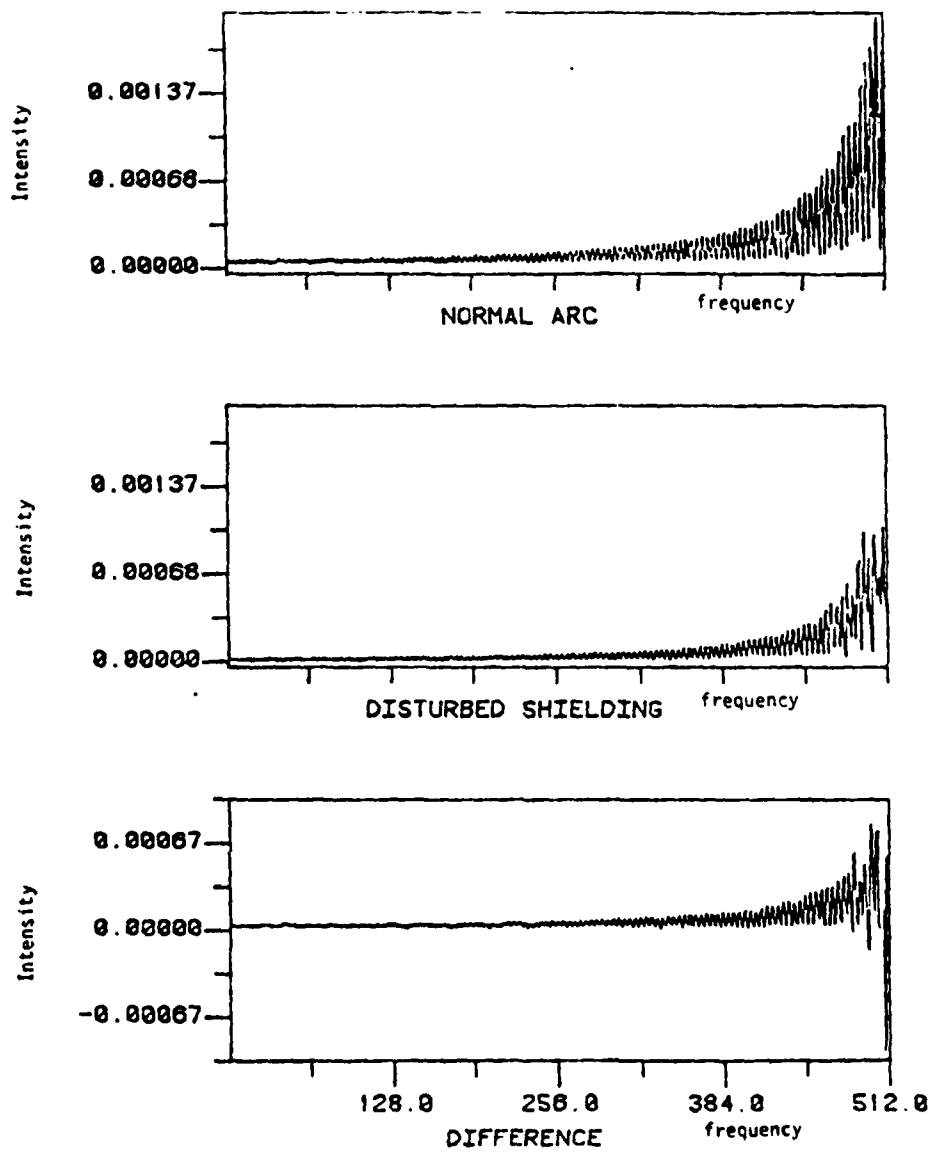 Intensity
0.00137
0.00068
0.00000
frequency
NORMAL ARC
Intensity
0.00137
0.00068
0.00000
frequency
DISTURBED SHIELDING
Intensity
0.00067
0.00000
-0.00067
128.0 256.0 384.0 512.0
frequency
DIFFERENCE